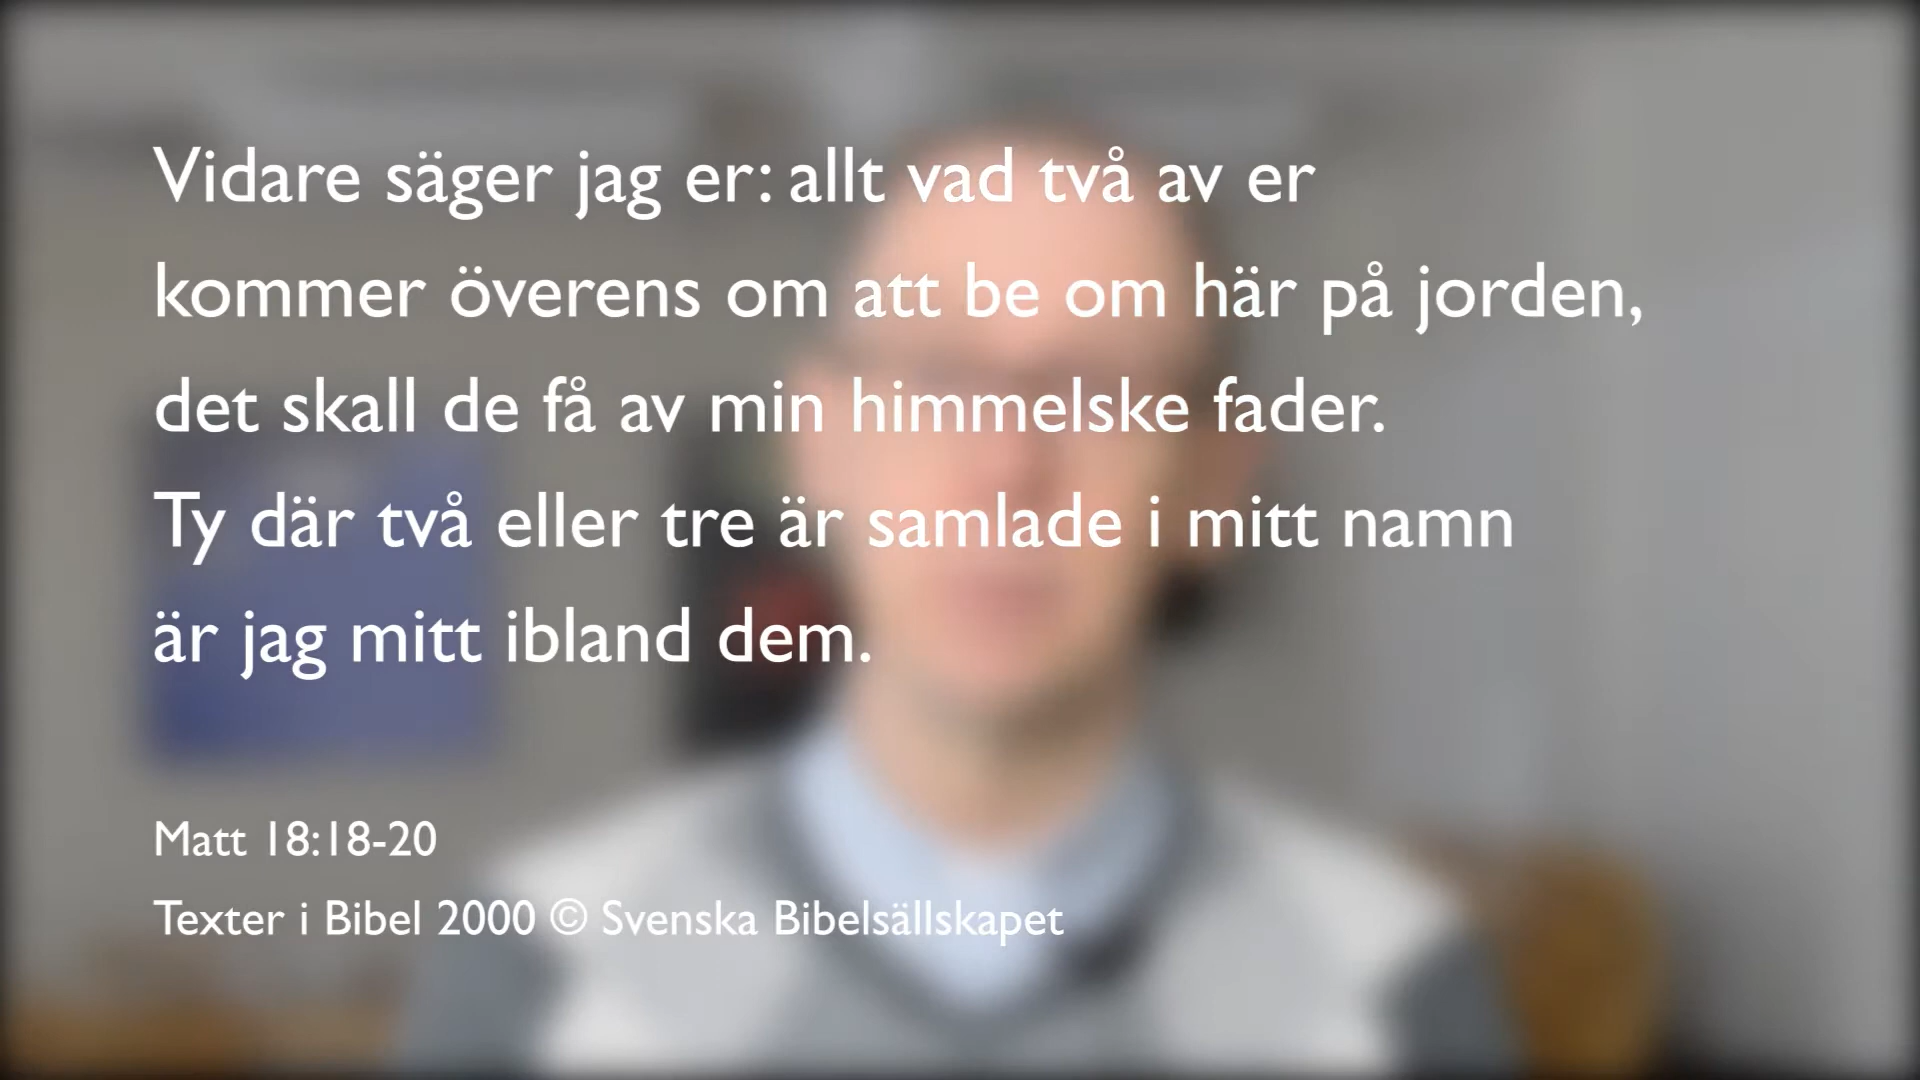 Vidare säger jag er: allt vad två av er
kommer överens om att be om här på jorden,
det skall de få av min himmelske fader.
Ty där två eller tre är samlade i mitt namn
är jag mitt ibland dem.
Matt 18:18-20
Texter i Bibel 2000 © Svenska Bibelsällskapet